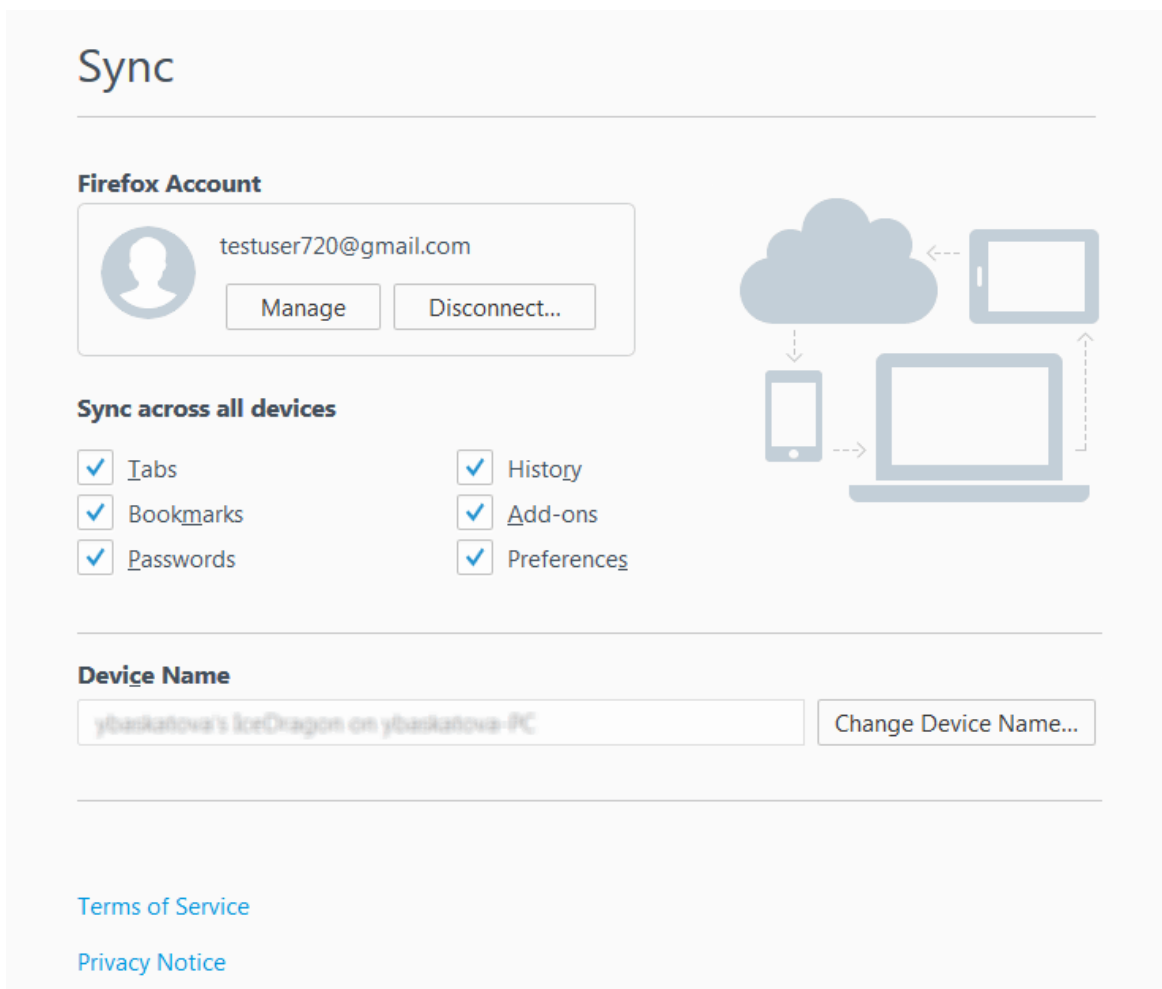 Sync
Firefox Account
testuser720@gmail.com
Manage
Disconnect...
Sync across all devices
Tabs
History
Bookmarks
Add-ons
Passwords
Preferences
Device Name
Change Device Name...
Terms of Service
Privacy Notice